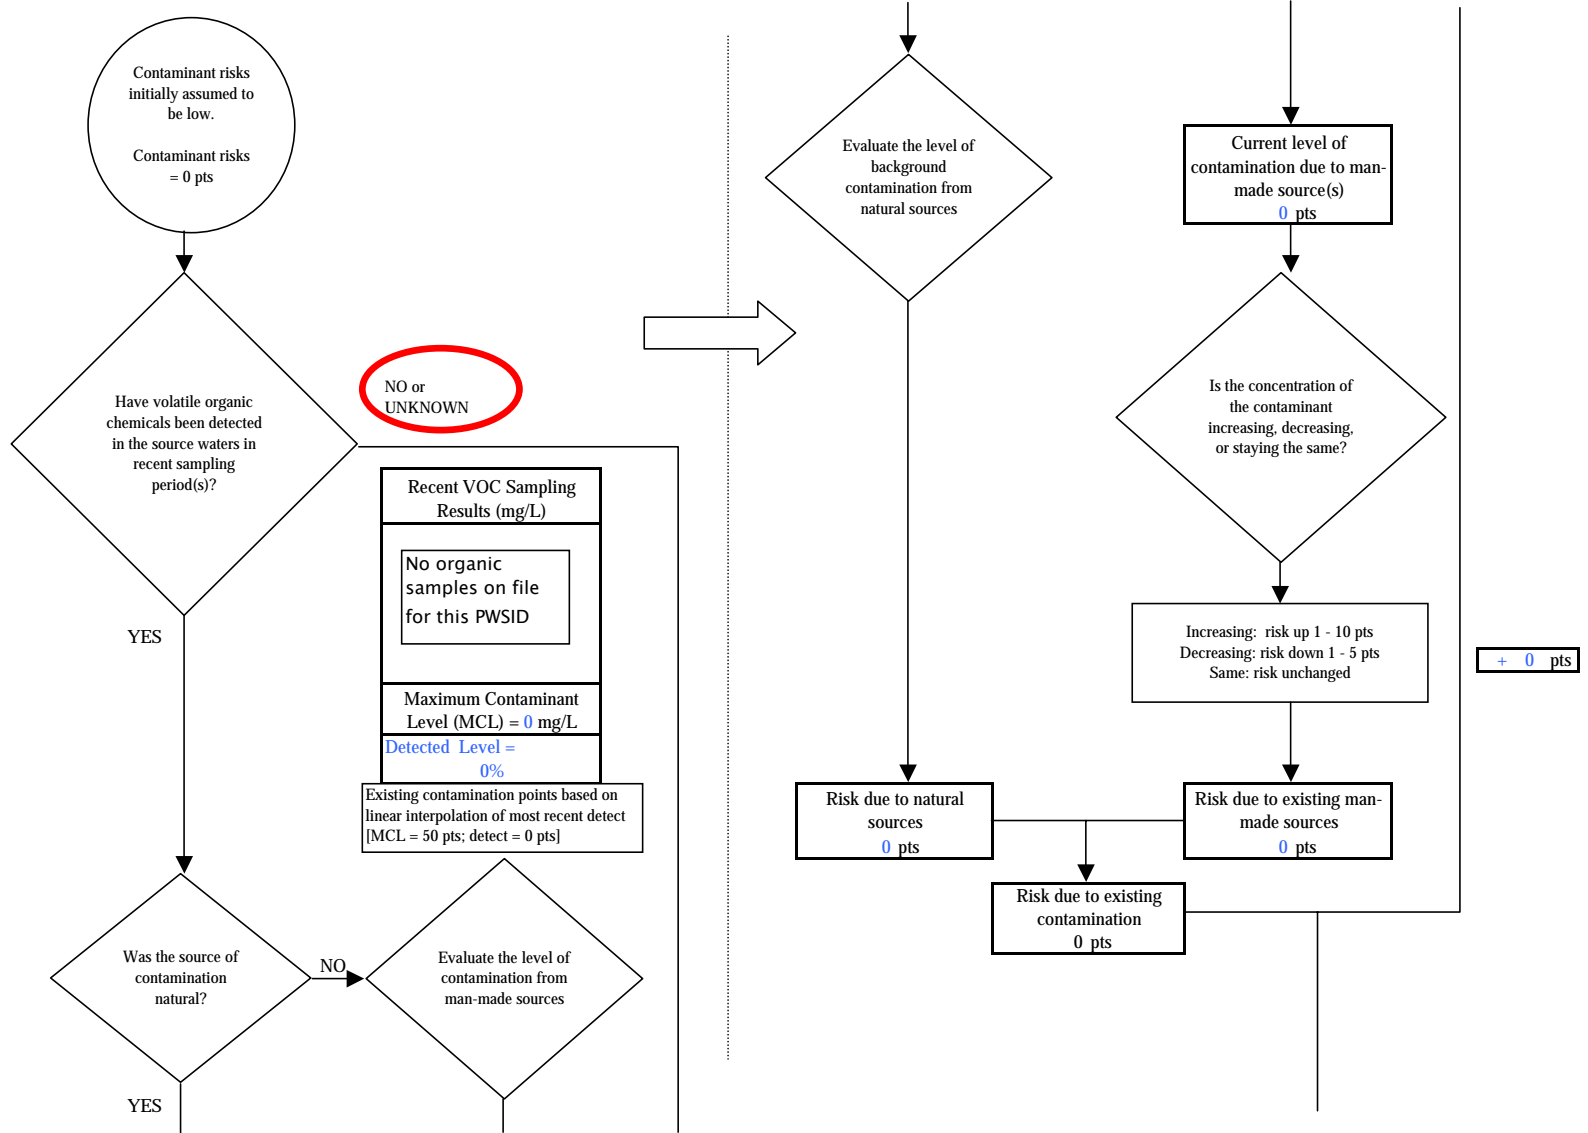 Contaminant risks
initially assumed to
be low.
Contaminant risks
= 0 pts
Have volatile organic
chemicals been detected
in the source waters in
recent sampling
period(s)?
NO or
UNKNOWN
YES
Recent VOC Sampling
Results (mg/L)
No organic
samples on file
for this PWSID
Maximum Contaminant
Level (MCL) = 0 mg/L
Detected Level =
0%
Existing contamination points based on
linear interpolation of most recent detect
[MCL = 50 pts; detect = 0 pts]
Was the source of
contamination
natural?
NO
Evaluate the level of
contamination from
man-made sources
YES
Evaluate the level of
background
contamination from
natural sources
Current level of
contamination due to man-
made source(s)
0 pts
Is the concentration of
the contaminant
increasing, decreasing,
or staying the same?
Increasing: risk up 1 - 10 pts
Decreasing: risk down 1 - 5 pts
Same: risk unchanged
+ 0 pts
Risk due to natural
sources
0 pts
Risk due to existing man-
made sources
0 pts
Risk due to existing
contamination
0 pts